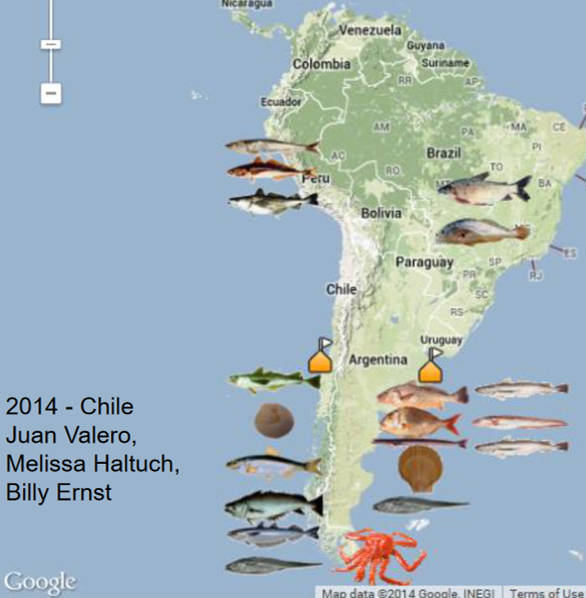 Nicaragua
Venezuela
Guyana
Colombia
Suriname
RR
AP
Ecuador
AM
PA
MA
CE
PI
AC
Brazil
TO
RO
Peru
BA
Bolivia
ES
Paraguay
SP
RJ
PR
Chile
SC
RS
Uruguay
Argentina
2014 - Chile
Juan Valero,
Melissa Haltuch,
Billy Ernst
Google
Map data ©2014 Google, INEGI
Terms of Use